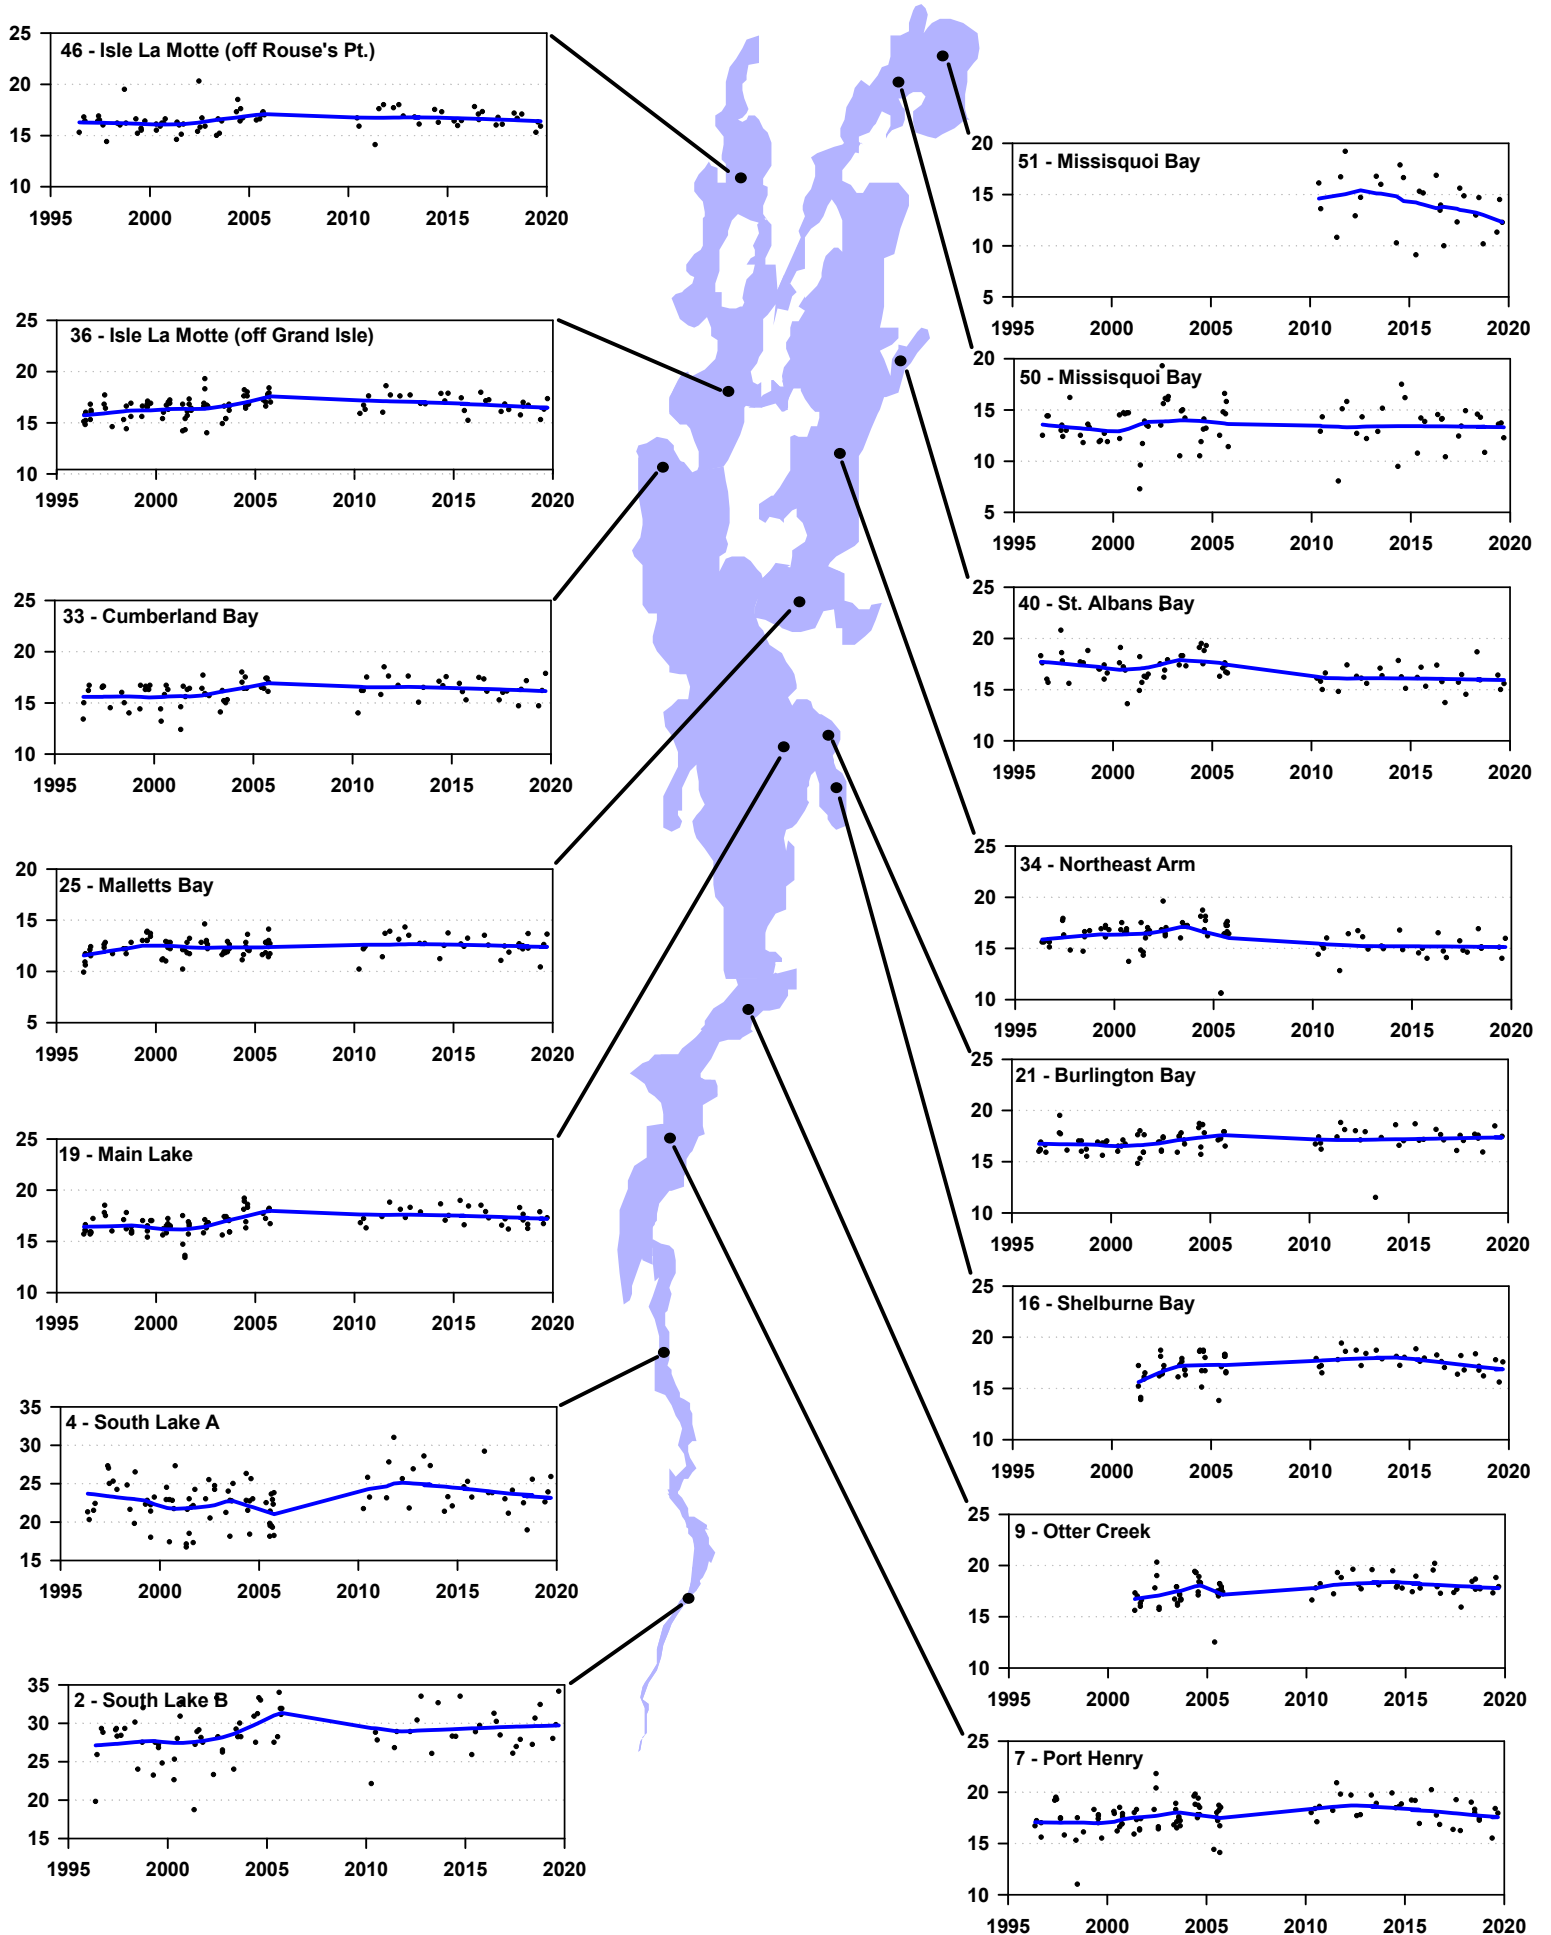 46 - Isle La Motte (off Rouse's Pt.)
25
20
15
10
1995 2000 2005 2010 2015 2020
36 - Isle La Motte (off Grand Isle)
25
20
15
10
1995 2000 2005 2010 2015 2020
33 - Cumberland Bay
25
20
15
10
1995 2000 2005 2010 2015 2020
25 - Malletts Bay
20
15
10
5
1995 2000 2005 2010 2015 2020
19 - Main Lake
25
20
15
10
1995 2000 2005 2010 2015 2020
4 - South Lake A
35
30
25
20
15
1995 2000 2005 2010 2015 2020
2 - South Lake B
35
30
25
20
15
1995 2000 2005 2010 2015 2020
51 - Missisquoi Bay
20
15
10
5
1995 2000 2005 2010 2015 2020
50 - Missisquoi Bay
20
15
10
5
1995 2000 2005 2010 2015 2020
40 - St. Albans Bay
25
20
15
10
1995 2000 2005 2010 2015 2020
34 - Northeast Arm
25
20
15
10
1995 2000 2005 2010 2015 2020
21 - Burlington Bay
25
20
15
10
1995 2000 2005 2010 2015 2020
16 - Shelburne Bay
25
20
15
10
1995 2000 2005 2010 2015 2020
9 - Otter Creek
25
20
15
10
1995 2000 2005 2010 2015 2020
7 - Port Henry
25
20
15
10
1995 2000 2005 2010 2015 2020